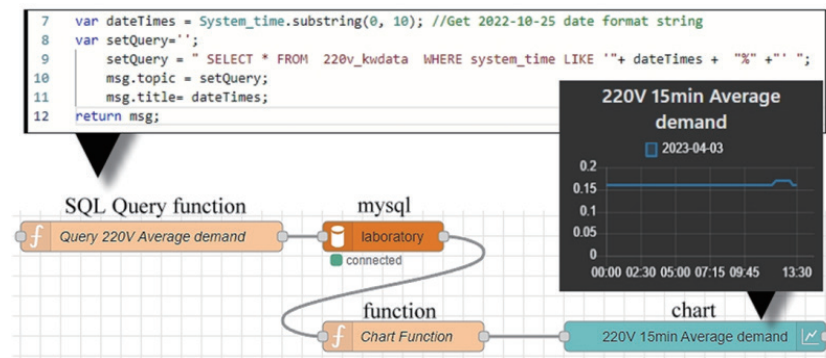 7 var dateTimes = System_time.substring(0, 10); //Get 2022-10-25 date format string
8 var setQuery='';
9 setQuery = " SELECT * FROM 220v_kwdata WHERE system_time LIKE '"+ dateTimes + "%" +"' ";
10 msg.topic = setQuery;
11 msg.title= dateTimes;
12 return msg;
220V 15min Average
demand
2023-04-03
0.2
0.15
0.1
0.05
0
00:00 02:30 05:00 07:15 09:45 13:30
SQL Query function
Query 220V Average demand
mysql
laboratory
connected
function
Chart Function
chart
220V 15min Average demand